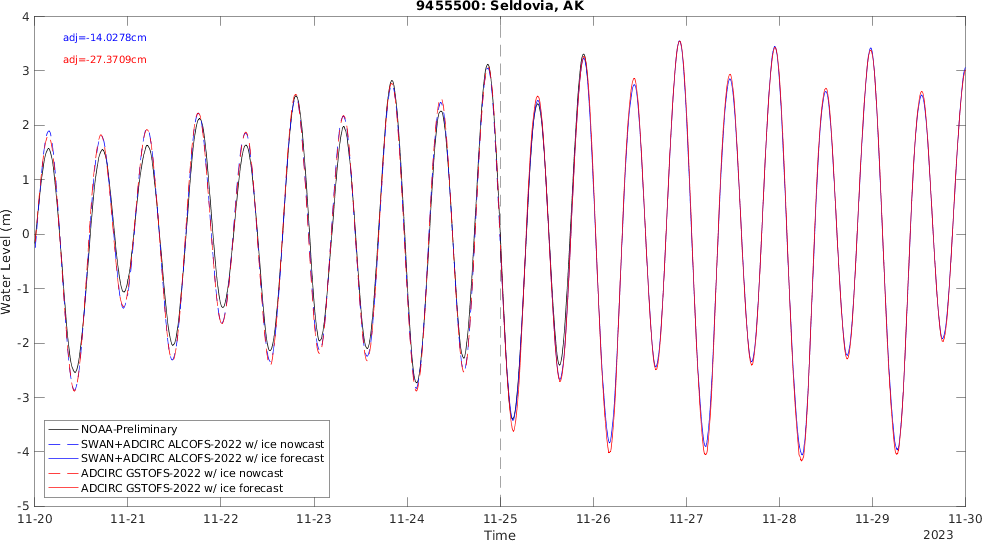 9455500: Seldovia, AK
adj=-14.0278cm
adj=-27.3709cm
Water Level (m)
4
3
2
1
0
-1
-2
-3
-4
-5
NOAA-Preliminary
SWAN+ADCIRC ALCOFS-2022 w/ ice nowcast
SWAN+ADCIRC ALCOFS-2022 w/ ice forecast
ADCIRC GSTOFS-2022 w/ ice nowcast
ADCIRC GSTOFS-2022 w/ ice forecast
11-20 11-21 11-22 11-23 11-24 11-25 11-26 11-27 11-28 11-29 11-30
Time
2023